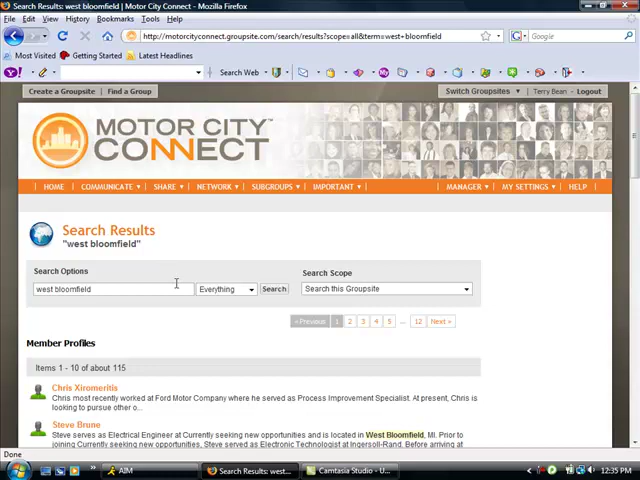 Search Results: west bloomfield | Motor City Connect - Mozilla Firefox
File Edit View History Bookmarks Tools Help
http://motorcityconnect.groupsite.com/search/results?scope=all&term=west+bloomfield
Google
Most Visited Getting Started Latest Headlines
Y! Search Web
Create a Groupsite Find a Group Switch Groupsites Terry Bean Logout
MOTOR CITY
CONNECT
HOME COMMUNICATE SHARE NETWORK SUBGROUPS IMPORTANT MANAGER MY SETTINGS HELP
Search Results
"west bloomfield"
Search Options
west bloomfield Everything Search
Search Scope
Search this Groupsite
« Previous 1 2 3 4 5 ... 12 Next »
Member Profiles
Items 1 - 10 of about 115
Chris Xiromeritis
Chris most recently worked at Ford Motor Company where he served as Process Improvement Specialist. At present, Chris is
looking to pursue other o...
Steve Brune
Steve serves as Electrical Engineer at Currently seeking new opportunities and is located in West Bloomfield, MI. Prior to
joining Currently seeking new opportunities, Steve served as Electronic Technologist at Ingersoll-Rand. Before arriving at
Done
AIM Search Results: west... Camtasia Studio - U... 12:35 PM